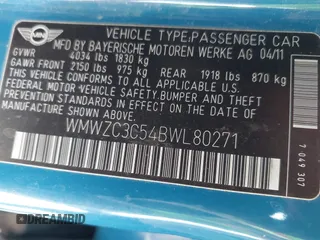 MINI
VEHICLE TYPE:PASSENGER CAR
MFD BY BAYERISCHE MOTOREN WERKE AG 04/11
GVWR 4034 lbs 1830 kg
GAWR FRONT 2150 lbs 975 kg REAR 1918 lbs 870 kg
THIS VEHICLE CONFORMS TO ALL APPLICABLE
FEDERAL MOTOR VEHICLE SAFETY, BUMPER AND
THEFT PREVENTION STANDARDS IN EFFECT ON THE
DATE OF MANUFACTURE SHOWN ABOVE
WMWZC3C54BWL80271
7 049 307
DREAMBID